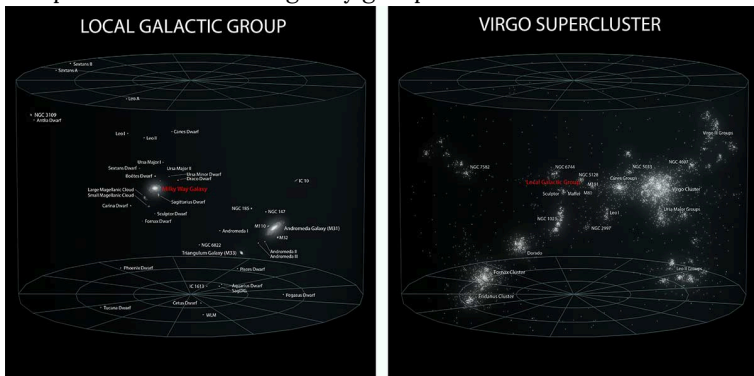 LOCAL GALACTIC GROUP
Sextans B
Sextans A
Leo A
NGC 3109
Antlia Dwarf
Leo I
Leo II
Canes Dwarf
Ursa Major I
Ursa Major II
Sextans Dwarf
Ursa Minor Dwarf
Draco Dwarf
Bootes Dwarf
Milky Way Galaxy
IC 10
Large Magellanic Cloud
Small Magellanic Cloud
Sagittarius Dwarf
Carina Dwarf
Sculptor Dwarf
Fornax Dwarf
NGC 185
NGC 147
M110
Andromeda Galaxy (M31)
M32
Andromeda I
NGC 6822
Andromeda II
Andromeda III
Triangulum Galaxy (M33)
Phoenix Dwarf
Pisces Dwarf
IC 1613
Aquarius Dwarf
SagDIG
Pegasus Dwarf
Cetus Dwarf
Tucana Dwarf
WLM
VIRGO SUPERCLUSTER
Virgo III Groups
NGC 7582
NGC 6744
NGC 5033
NGC 4697
NGC 5128
Local Galactic Group
M101
Canes Groups
Virgo Cluster
Sculptor
Maffei
M81
Leo I
Ursa Major Groups
NGC 1023
NGC 2997
Dorado
Leo II Groups
Fornax Cluster
Eridanus Cluster